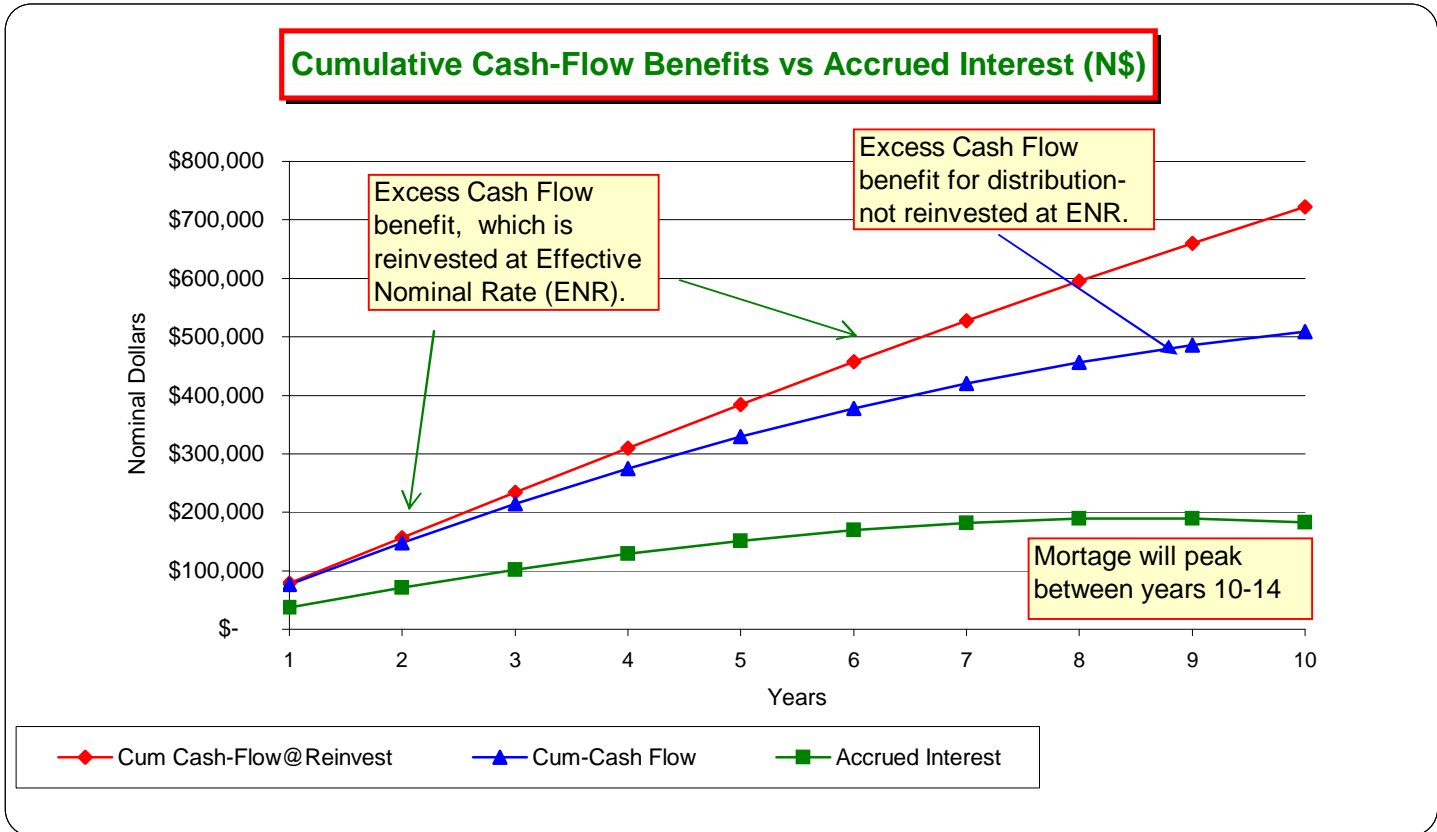 Cumulative Cash-Flow Benefits vs Accrued Interest (N$)
$800,000
$700,000
$600,000
$500,000
$400,000
$300,000
$200,000
$100,000
$-
Nominal Dollars
Excess Cash Flow
benefit, which is
reinvested at Effective
Nominal Rate (ENR).
Excess Cash Flow
benefit for distribution-
not reinvested at ENR.
Mortage will peak
between years 10-14
1 2 3 4 5 6 7 8 9 10
Years
Cum Cash-Flow@Reinvest Cum-Cash Flow Accrued Interest